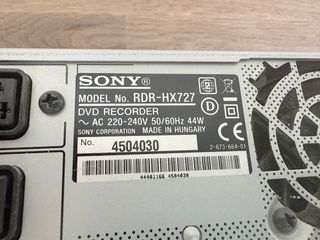 SONY®
MODEL No. RDR-HX727
DVD RECORDER
~ AC 220-240V 50/60Hz 44W
SONY CORPORATION MADE IN HUNGARY
No. 4504030
2-673-664-01
4504030